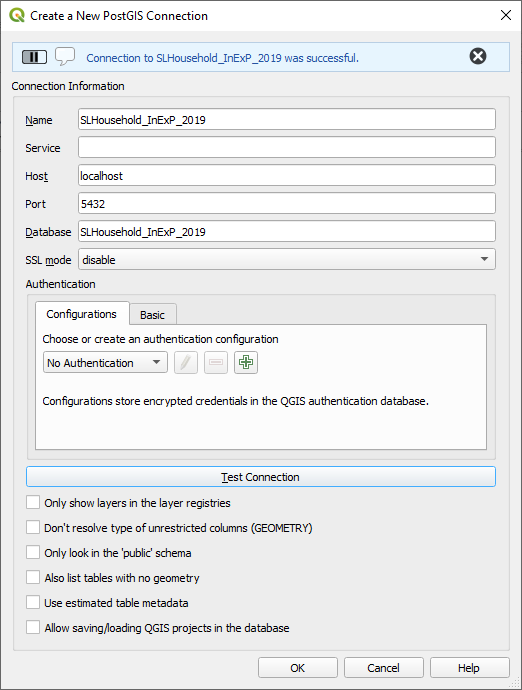 Create a New PostGIS Connection
Connection to SLHousehold_InExP_2019 was successful.
Connection Information
Name SLHousehold_InExP_2019
Service
Host localhost
Port 5432
Database SLHousehold_InExP_2019
SSL mode disable
Authentication
Configurations Basic
Choose or create an authentication configuration
No Authentication
Configurations store encrypted credentials in the QGIS authentication database.
Test Connection
Only show layers in the layer registries
Don't resolve type of unrestricted columns (GEOMETRY)
Only look in the 'public' schema
Also list tables with no geometry
Use estimated table metadata
Allow saving/loading QGIS projects in the database
OK Cancel Help